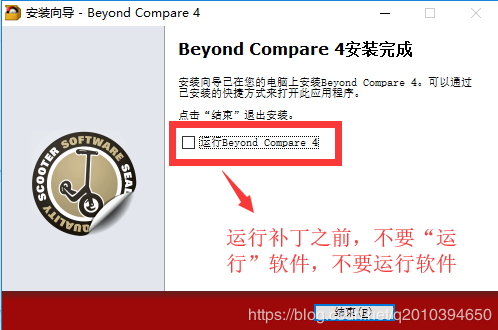 安装向导 - Beyond Compare 4
Beyond Compare 4安装完成
安装向导已在您的电脑上安装Beyond Compare 4。可以通过
已安装的快捷方式来打开此应用程序。
点击“结束”退出安装。
运行Beyond Compare 4
SCOOTER SOFTWARE SEAL
QUALITY
运行补丁之前，不要“运
行”软件，不要运行软件
结束(F)
https://blog.csdn.net/q2010394650